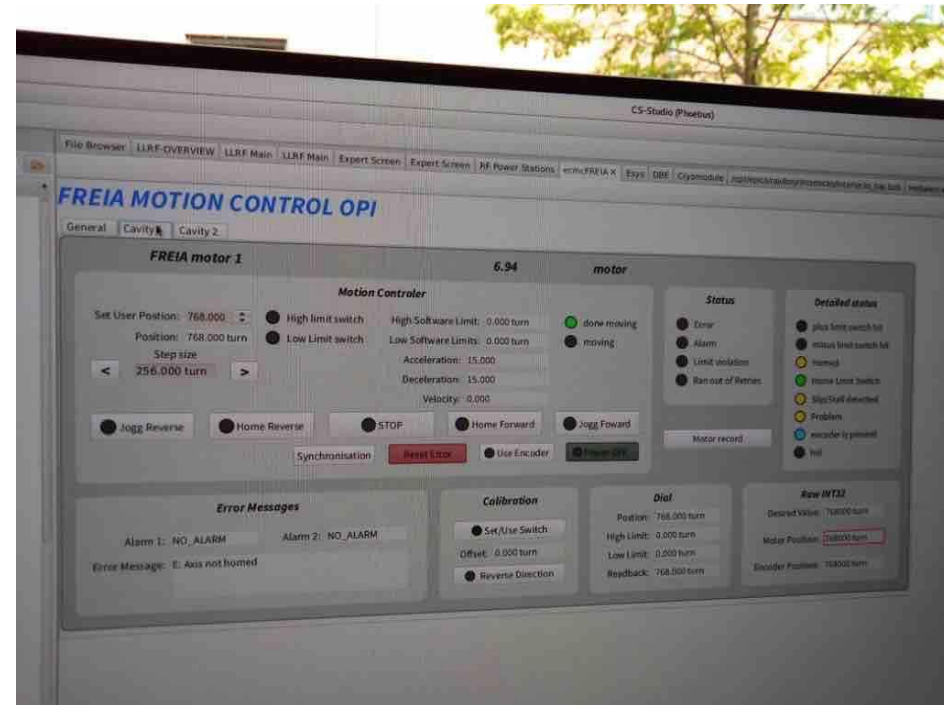 CS-Studio (Phoebus)
File Browser LLRF-OVERVIEW LLRF Main LLRF Main Expert Screen Expert Screen RF Power Stations ecmcFREIA X Esys DBE Cryomodule
FREIA MOTION CONTROL OPI
General Cavity Cavity 2
FREIA motor 1 6.94 motor
Motion Controler
Set User Postion: 768.000
Position: 768.000 turn
Step size
< 256.000 turn >
High limit switch
Low Limit switch
High Software Limit: 0.000 turn
Low Software Limits: 0.000 turn
Acceleration: 15.000
Deceleration: 15.000
Velocity: 0.000
done moving
moving
Jogg Reverse Home Reverse STOP Home Forward Jogg Foward
Synchronisation Reset Error Use Encoder Power OFF
Status
Error
Alarm
Limit violation
Ran out of Retries
Motor record
Detailed status
plus limit switch hit
minus limit switch hit
Homed
Home Limit Switch
Slip/Stall detected
Problem
encoder is present
Error Messages
Alarm 1: NO_ALARM Alarm 2: NO_ALARM
Error Message: E: Axis not homed
Calibration
Set/Use Switch
Offset: 0.000 turn
Reverse Direction
Dial
Postion: 768.000 turn
High Limit: 0.000 turn
Low Limit: 0.000 turn
Readback: 768.000 turn
Raw INT32
Desired Value: 768000 turn
Motor Position: 768000 turn
Encoder Position: 768000 turn